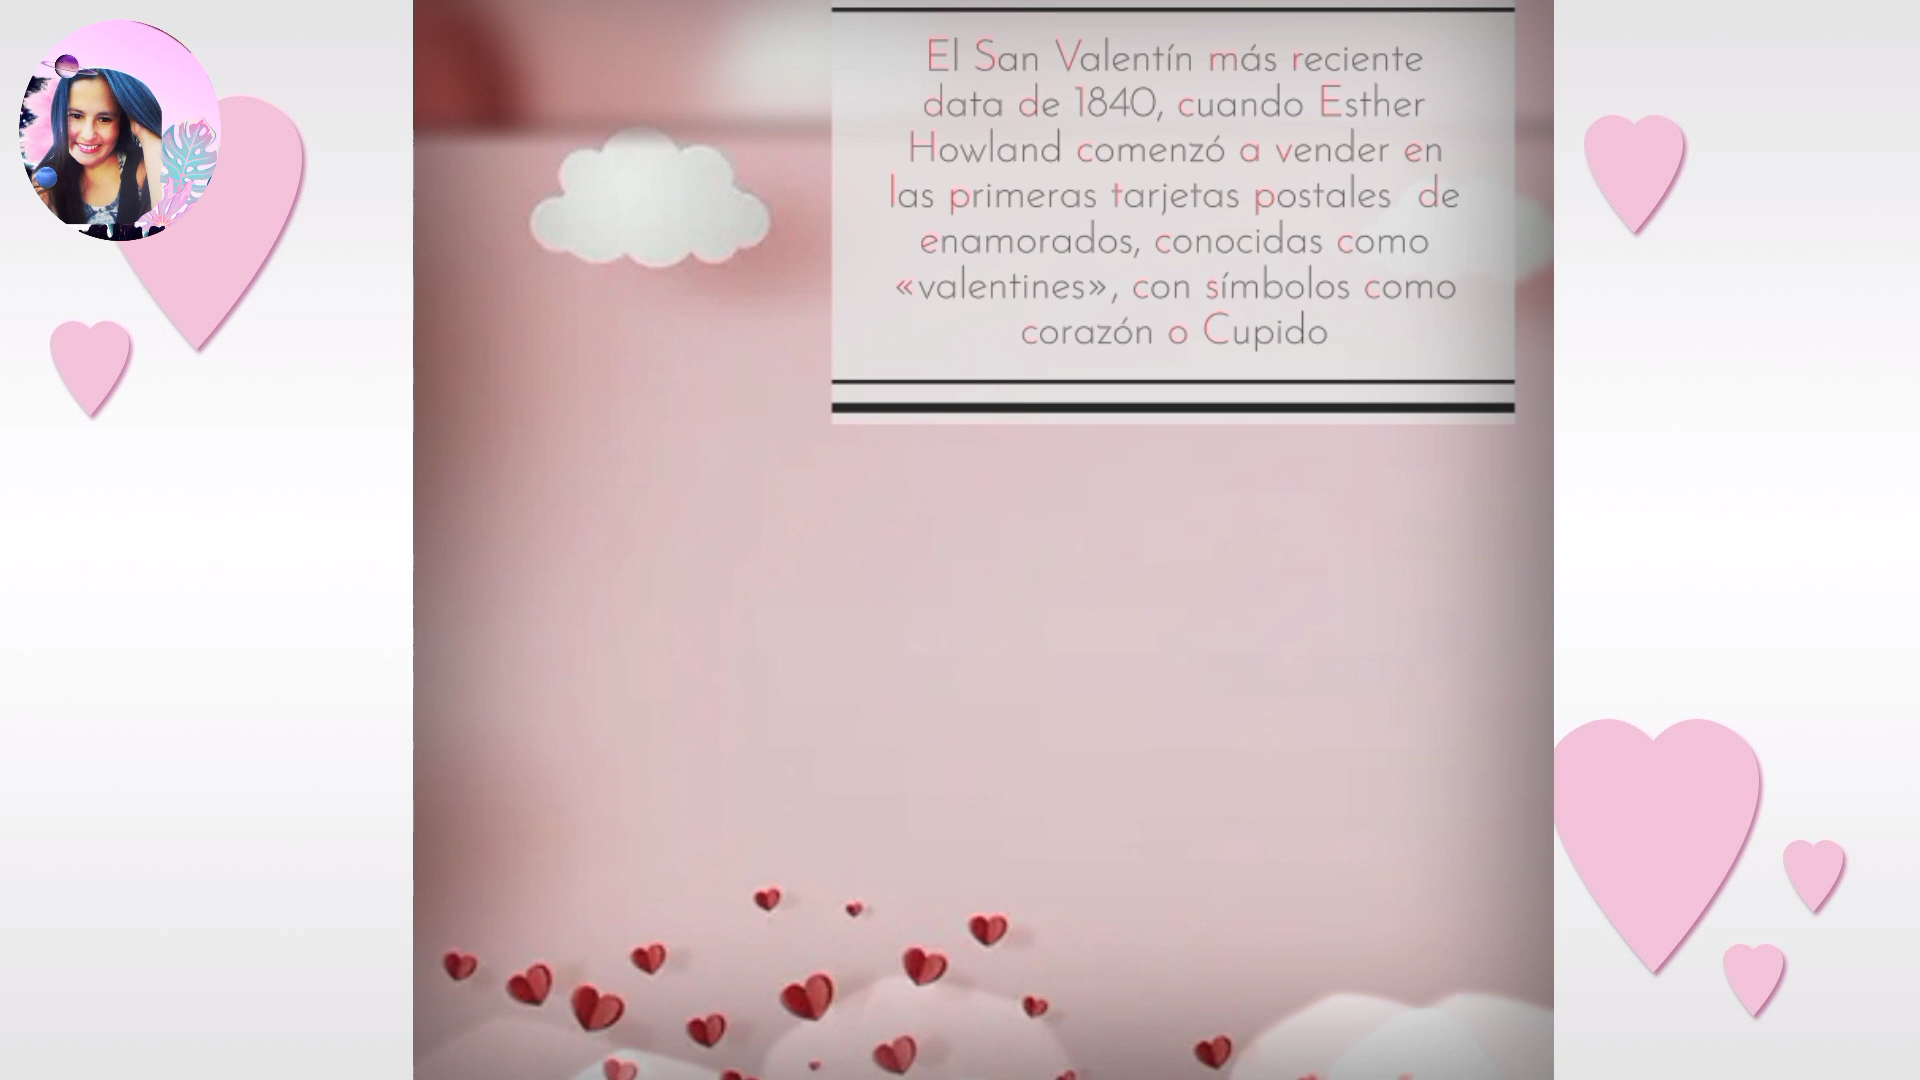 El San Valentín más reciente
data de 1840, cuando Esther
Howland comenzó a vender en
las primeras tarjetas postales de
enamorados, conocidas como
«valentines», con símbolos como
corazón o Cupido